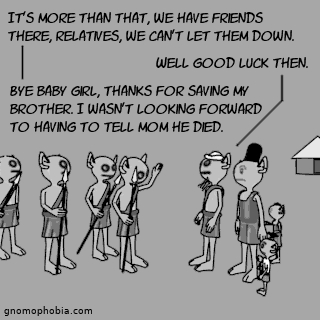 IT'S MORE THAN THAT, WE HAVE FRIENDS
THERE, RELATIVES, WE CAN'T LET THEM DOWN.
WELL GOOD LUCK THEN.
BYE BABY GIRL, THANKS FOR SAVING MY
BROTHER. I WASN'T LOOKING FORWARD
TO HAVING TO TELL MOM HE DIED.
gnomophobia.com